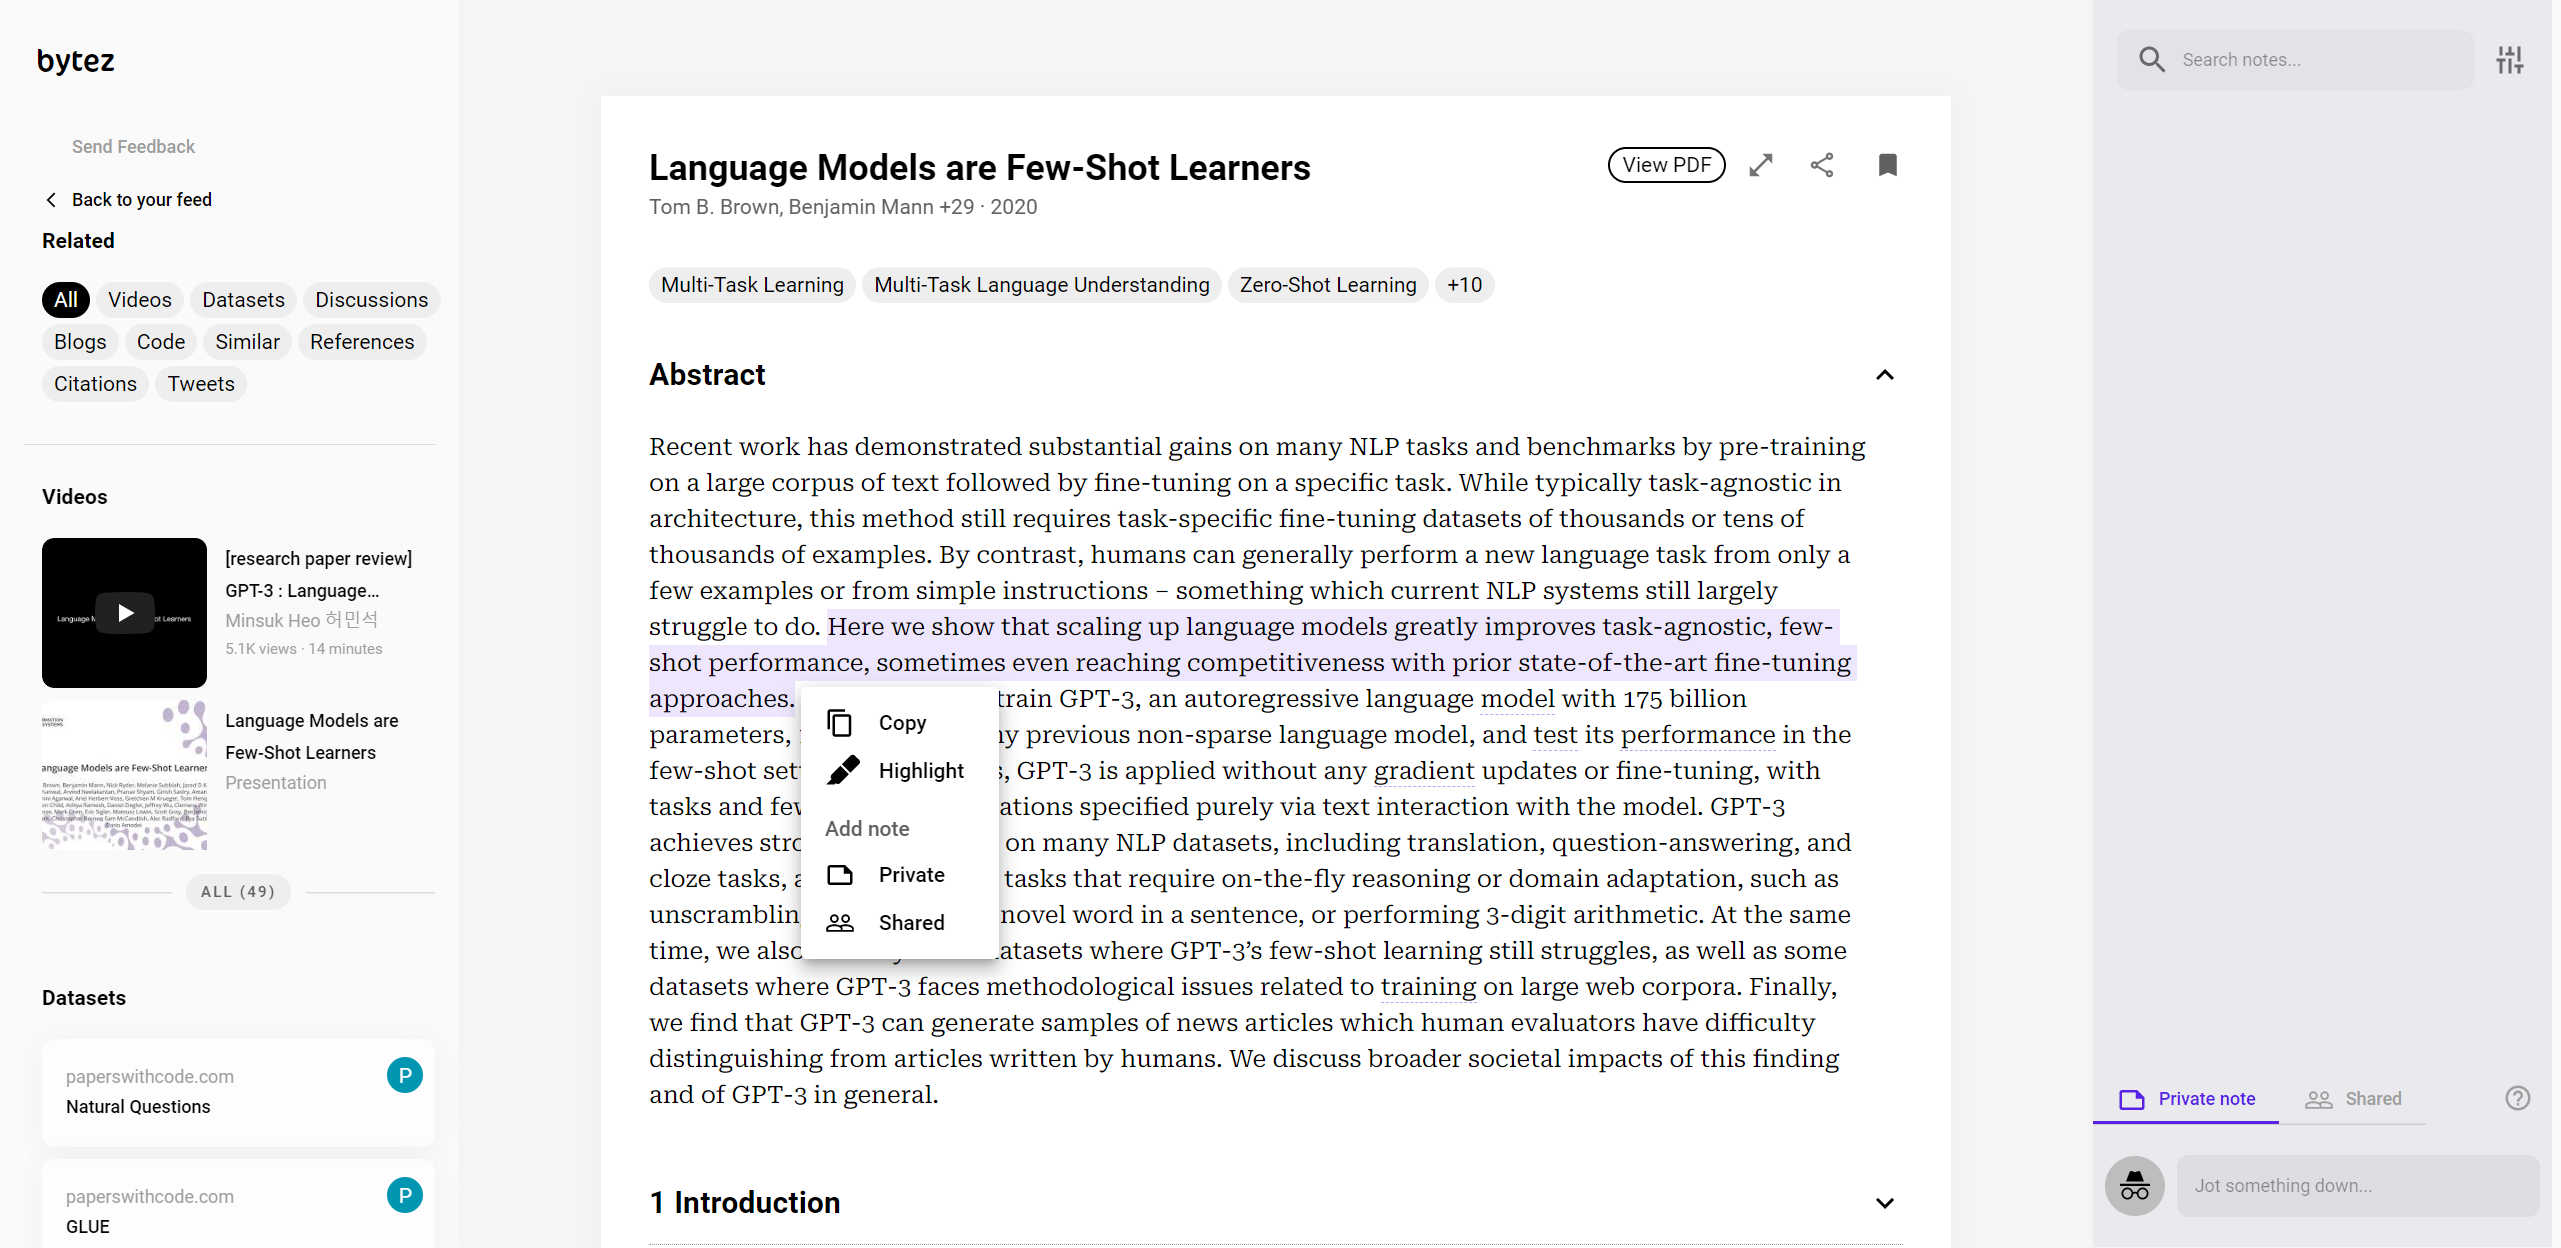 bytez
Send Feedback
Back to your feed
Related
All Videos Datasets Discussions
Blogs Code Similar References
Citations Tweets
Videos
Language M ot Learners
[research paper review]
GPT-3 : Language...
Minsuk Heo 허민석
5.1K views · 14 minutes
anguage Models are Few-Shot Learner
Language Models are
Few-Shot Learners
Presentation
ALL (49)
Datasets
paperswithcode.com
P
Natural Questions
paperswithcode.com
P
GLUE
Language Models are Few-Shot Learners
View PDF
Tom B. Brown, Benjamin Mann +29 · 2020
Multi-Task Learning Multi-Task Language Understanding Zero-Shot Learning +10
Abstract
Recent work has demonstrated substantial gains on many NLP tasks and benchmarks by pre-training
on a large corpus of text followed by fine-tuning on a specific task. While typically task-agnostic in
architecture, this method still requires task-specific fine-tuning datasets of thousands or tens of
thousands of examples. By contrast, humans can generally perform a new language task from only a
few examples or from simple instructions – something which current NLP systems still largely
struggle to do. Here we show that scaling up language models greatly improves task-agnostic, few-
shot performance, sometimes even reaching competitiveness with prior state-of-the-art fine-tuning
approaches. train GPT-3, an autoregressive language model with 175 billion
parameters, y previous non-sparse language model, and test its performance in the
few-shot set , GPT-3 is applied without any gradient updates or fine-tuning, with
tasks and few ations specified purely via text interaction with the model. GPT-3
achieves stro on many NLP datasets, including translation, question-answering, and
cloze tasks, a tasks that require on-the-fly reasoning or domain adaptation, such as
unscramblin novel word in a sentence, or performing 3-digit arithmetic. At the same
time, we also atasets where GPT-3’s few-shot learning still struggles, as well as some
datasets where GPT-3 faces methodological issues related to training on large web corpora. Finally,
we find that GPT-3 can generate samples of news articles which human evaluators have difficulty
distinguishing from articles written by humans. We discuss broader societal impacts of this finding
and of GPT-3 in general.
Copy
Highlight
Add note
Private
Shared
1 Introduction
Search notes...
Private note Shared
Jot something down...